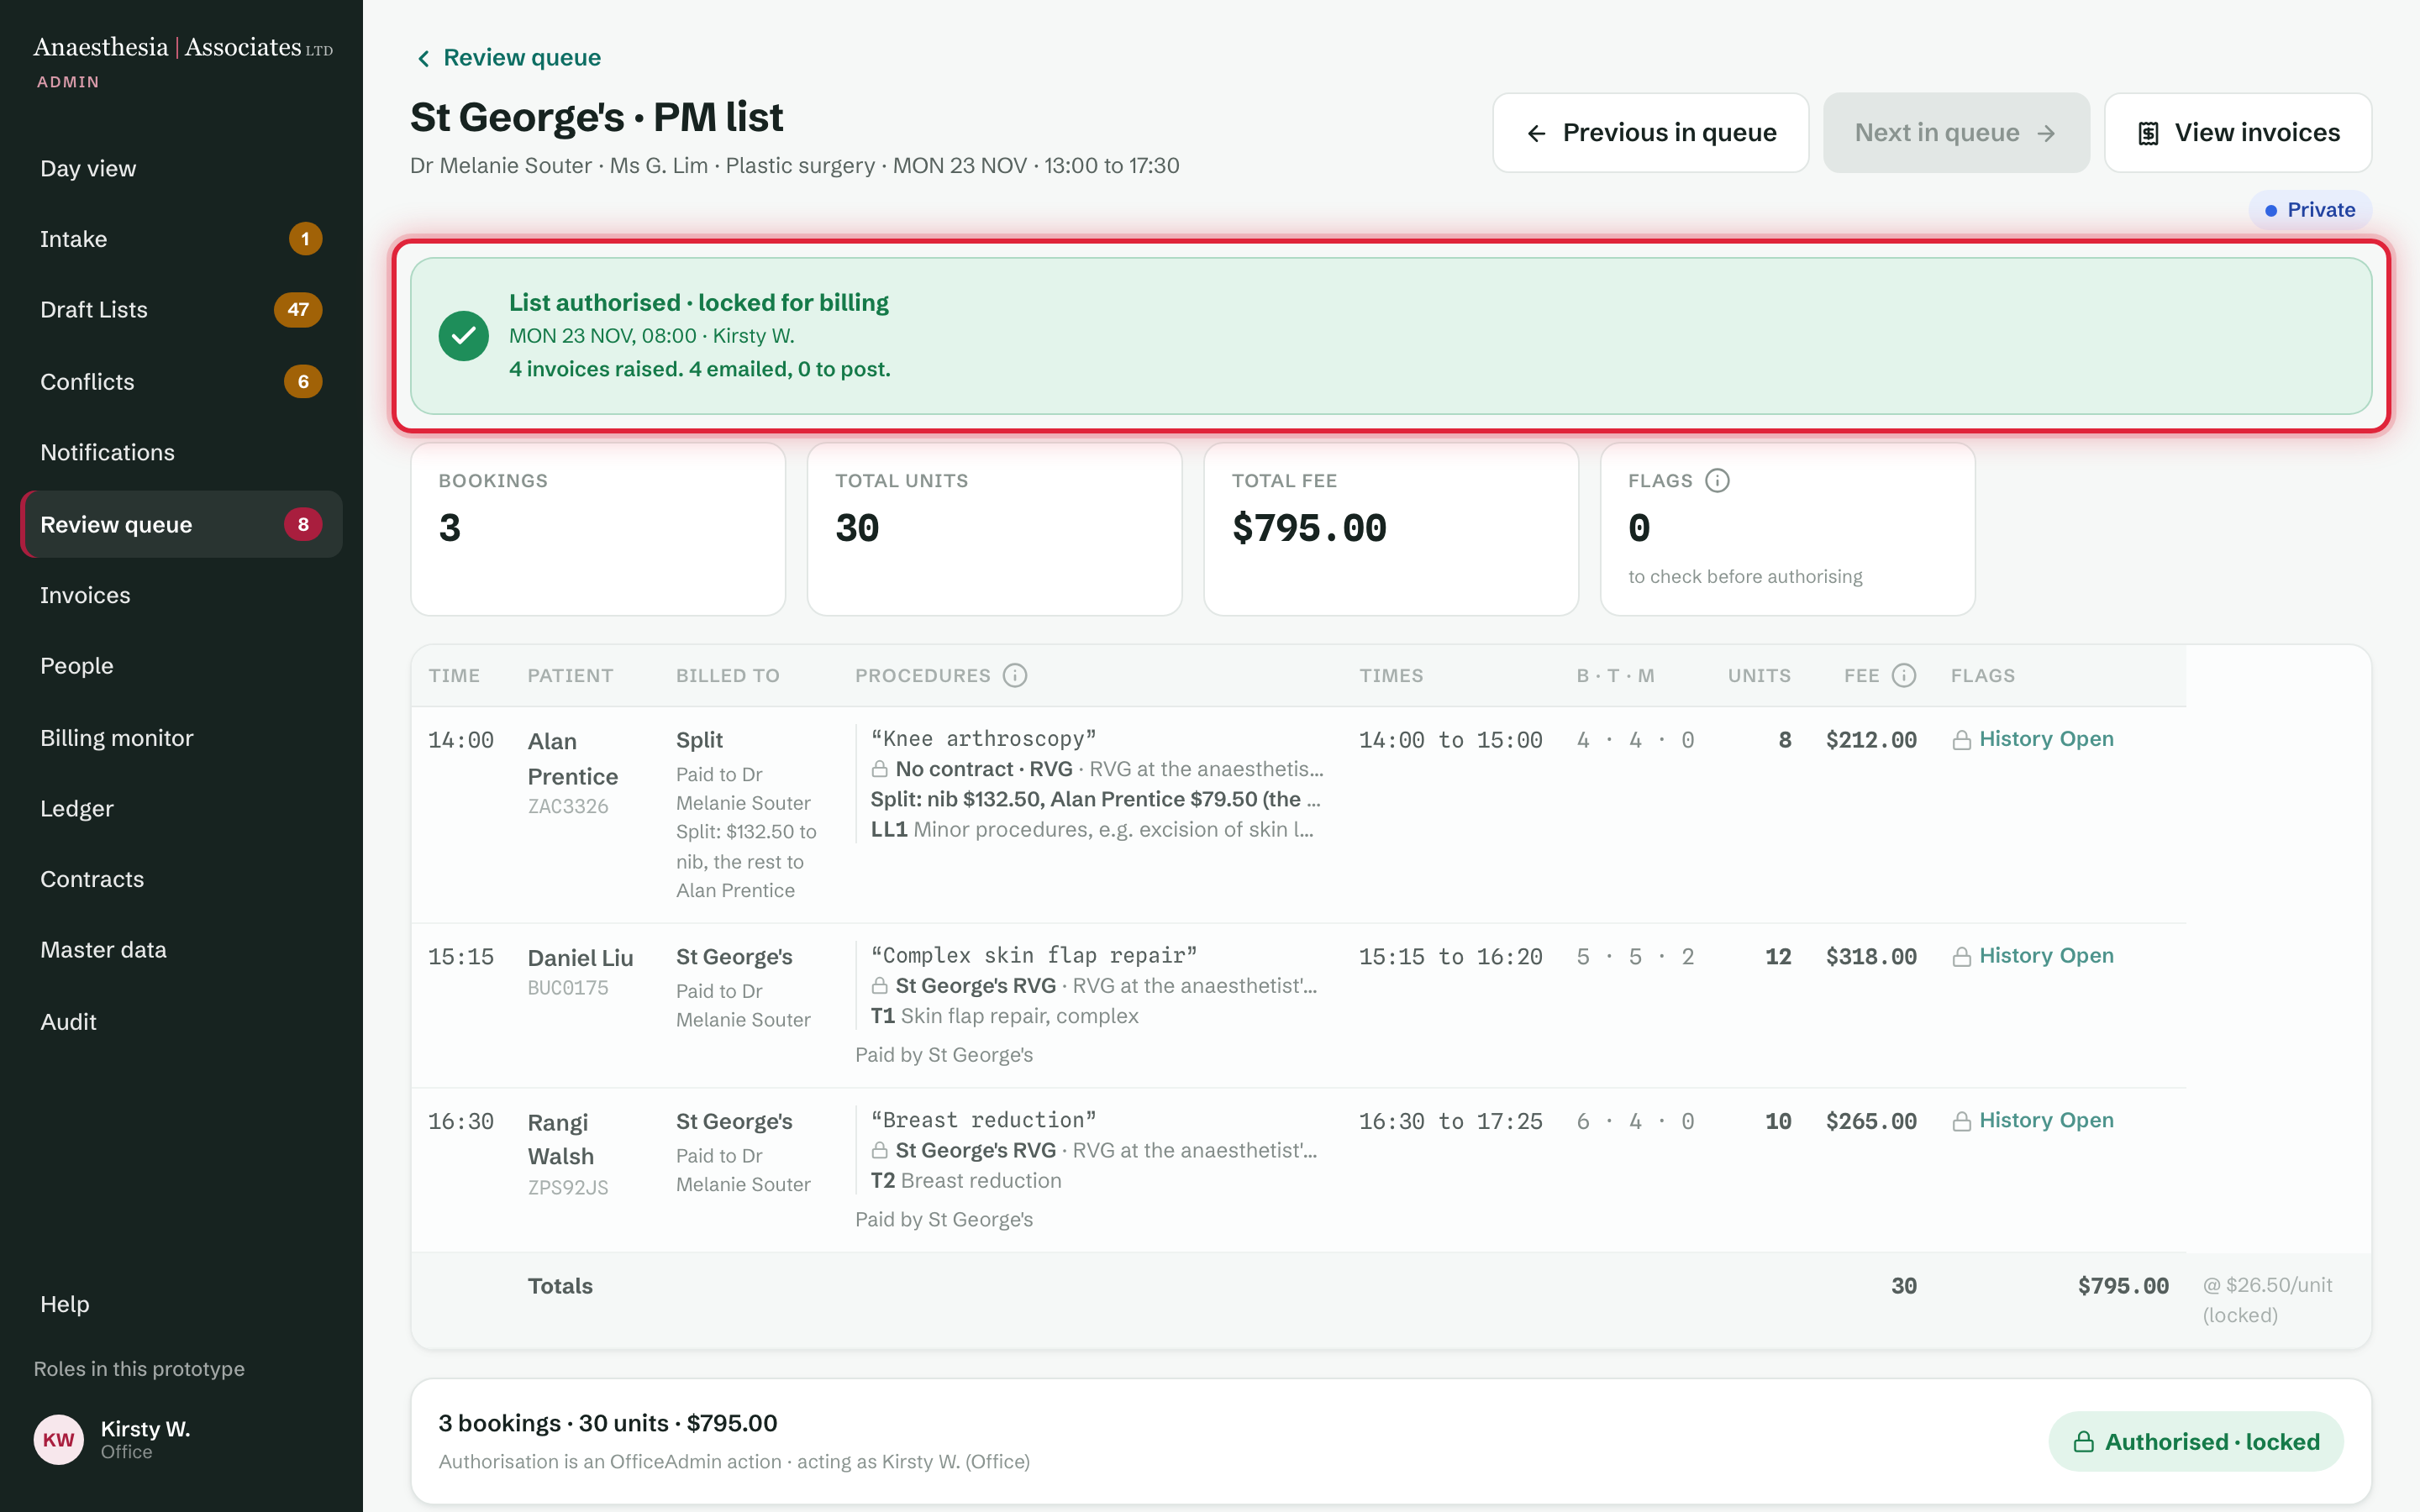 Anaesthesia | Associates LTD
ADMIN
Day view
Intake 1
Draft Lists 47
Conflicts 6
Notifications
Review queue 8
Invoices
People
Billing monitor
Ledger
Contracts
Master data
Audit
Help
Roles in this prototype
KW Kirsty W.
Office
Review queue
St George's · PM list
Dr Melanie Souter · Ms G. Lim · Plastic surgery · MON 23 NOV · 13:00 to 17:30
Previous in queue
Next in queue
View invoices
Private
List authorised · locked for billing
MON 23 NOV, 08:00 · Kirsty W.
4 invoices raised. 4 emailed, 0 to post.
BOOKINGS
3
TOTAL UNITS
30
TOTAL FEE
$795.00
FLAGS
0
to check before authorising
TIME PATIENT BILLED TO PROCEDURES TIMES B · T · M UNITS FEE FLAGS
14:00
Alan
Prentice
ZAC3326
Split
Paid to Dr
Melanie Souter
Split: $132.50 to
nib, the rest to
Alan Prentice
“Knee arthroscopy”
No contract · RVG · RVG at the anaesthetis...
Split: nib $132.50, Alan Prentice $79.50 (the ...
LL1 Minor procedures, e.g. excision of skin l...
14:00 to 15:00
4 · 4 · 0
8
$212.00
History Open
15:15
Daniel Liu
BUC0175
St George's
Paid to Dr
Melanie Souter
“Complex skin flap repair”
St George's RVG · RVG at the anaesthetist'...
T1 Skin flap repair, complex
Paid by St George's
15:15 to 16:20
5 · 5 · 2
12
$318.00
History Open
16:30
Rangi
Walsh
ZPS92JS
St George's
Paid to Dr
Melanie Souter
“Breast reduction”
St George's RVG · RVG at the anaesthetist'...
T2 Breast reduction
Paid by St George's
16:30 to 17:25
6 · 4 · 0
10
$265.00
History Open
Totals 30 $795.00 @ $26.50/unit
(locked)
3 bookings · 30 units · $795.00
Authorisation is an OfficeAdmin action · acting as Kirsty W. (Office)
Authorised · locked